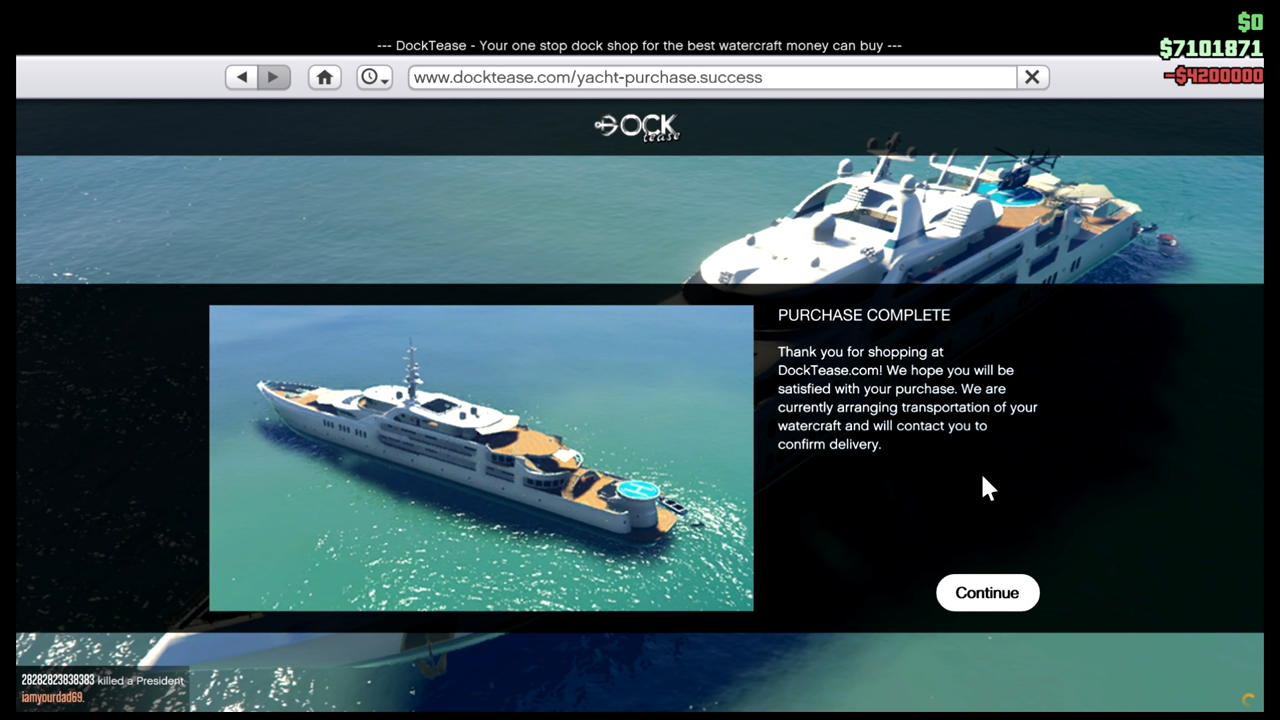 $0
--- DockTease - Your one stop dock shop for the best watercraft money can buy ---
$7101871
www.docktease.com/yacht-purchase.success
-$4200000
DOCK
tease
PURCHASE COMPLETE
Thank you for shopping at
DockTease.com! We hope you will be
satisfied with your purchase. We are
currently arranging transportation of your
watercraft and will contact you to
confirm delivery.
H
Continue
28282823838383 killed a President
iamyourdad69.